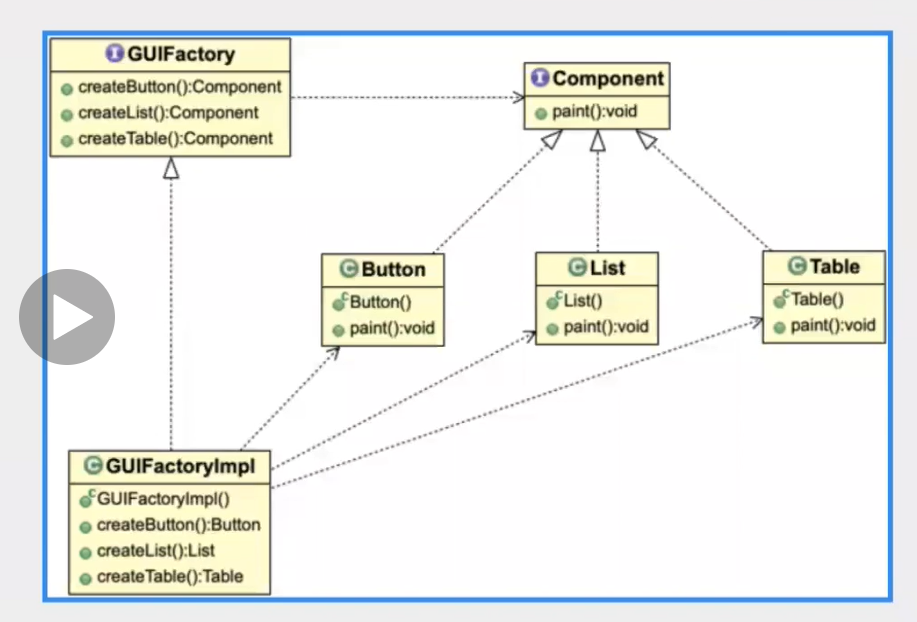 GUIFactory
createButton():Component
createList():Component
createTable():Component
Component
paint():void
Button
Button()
paint():void
List
List()
paint():void
Table
Table()
paint():void
GUIFactoryImpl
GUIFactoryImpl()
createButton():Button
createList():List
createTable():Table